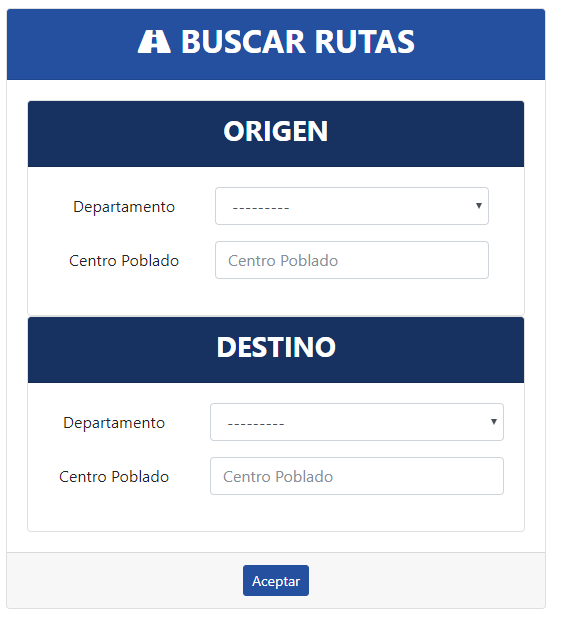 BUSCAR RUTAS
ORIGEN
Departamento ---------
Centro Poblado Centro Poblado
DESTINO
Departamento ---------
Centro Poblado Centro Poblado
Aceptar